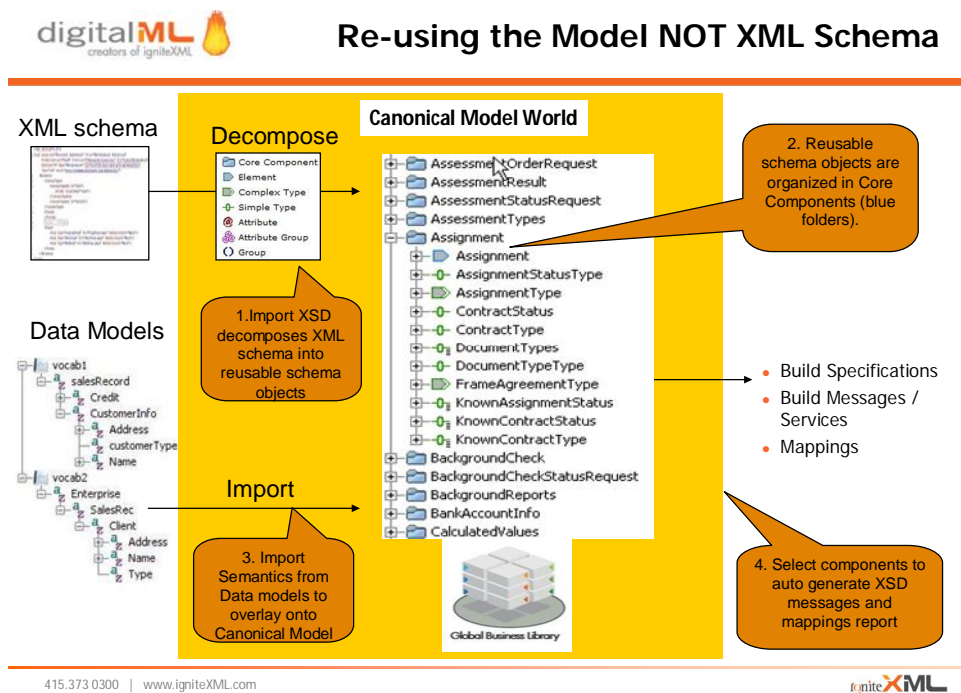 digitalML
creators of igniteXML
Re-using the Model NOT XML Schema
XML schema
Decompose
Core Component
Element
Complex Type
Simple Type
Attribute
Attribute Group
Group
1.Import XSD
decomposes XML
schema into
reusable schema
objects
Canonical Model World
AssessmentOrderRequest
AssessmentResult
AssessmentStatusRequest
AssessmentTypes
Assignment
Assignment
AssignmentStatusType
AssignmentType
ContractStatus
ContractType
DocumentTypes
DocumentTypeType
FrameAgreementType
KnownAssignmentStatus
KnownContractStatus
KnownContractType
BackgroundCheck
BackgroundCheckStatusRequest
BackgroundReports
BankAccountInfo
CalculatedValues
Global Business Library
2. Reusable
schema objects are
organized in Core
Components (blue
folders).
Data Models
vocab1
salesRecord
Credit
CustomerInfo
Address
customerType
Name
vocab2
Enterprise
SalesRec
Client
Address
Name
Type
Import
3. Import
Semantics from
Data models to
overlay onto
Canonical Model
• Build Specifications
• Build Messages /
Services
• Mappings
4. Select components to
auto generate XSD
messages and
mappings report
415.373 0300 | www.igniteXML.com
igniteXML